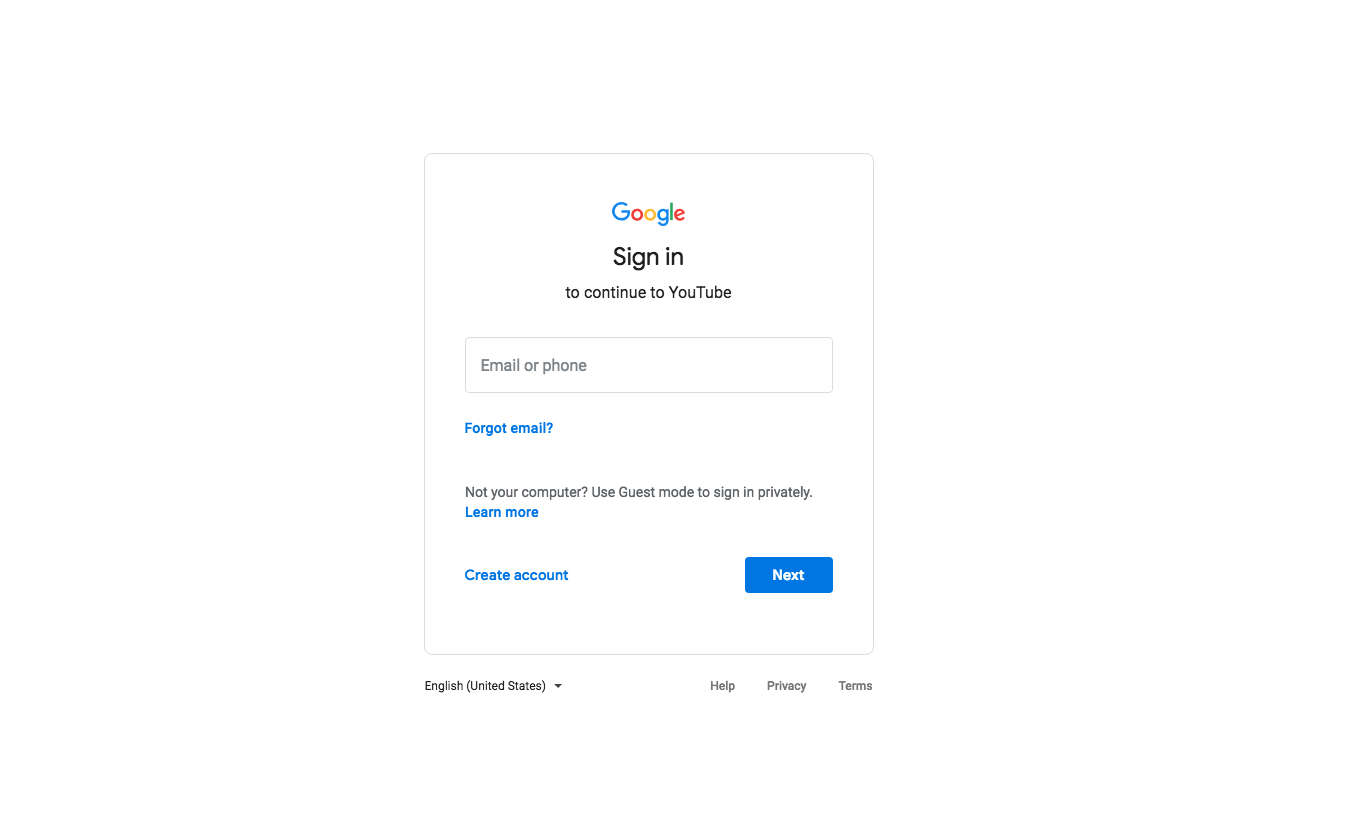 Google
Sign in
to continue to YouTube
Email or phone
Forgot email?
Not your computer? Use Guest mode to sign in privately.
Learn more
Create account
Next
English (United States)
Help
Privacy
Terms